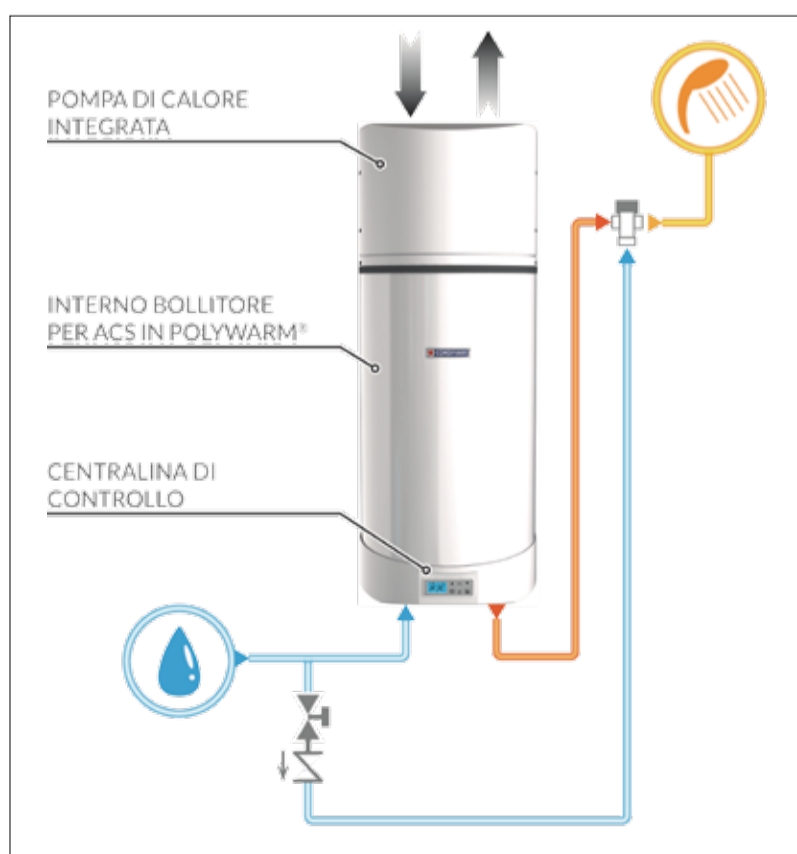 POMPA DI CALORE
INTEGRATA
INTERNO BOLLITORE
PER ACS IN POLYWARM®
CENTRALINA DI
CONTROLLO